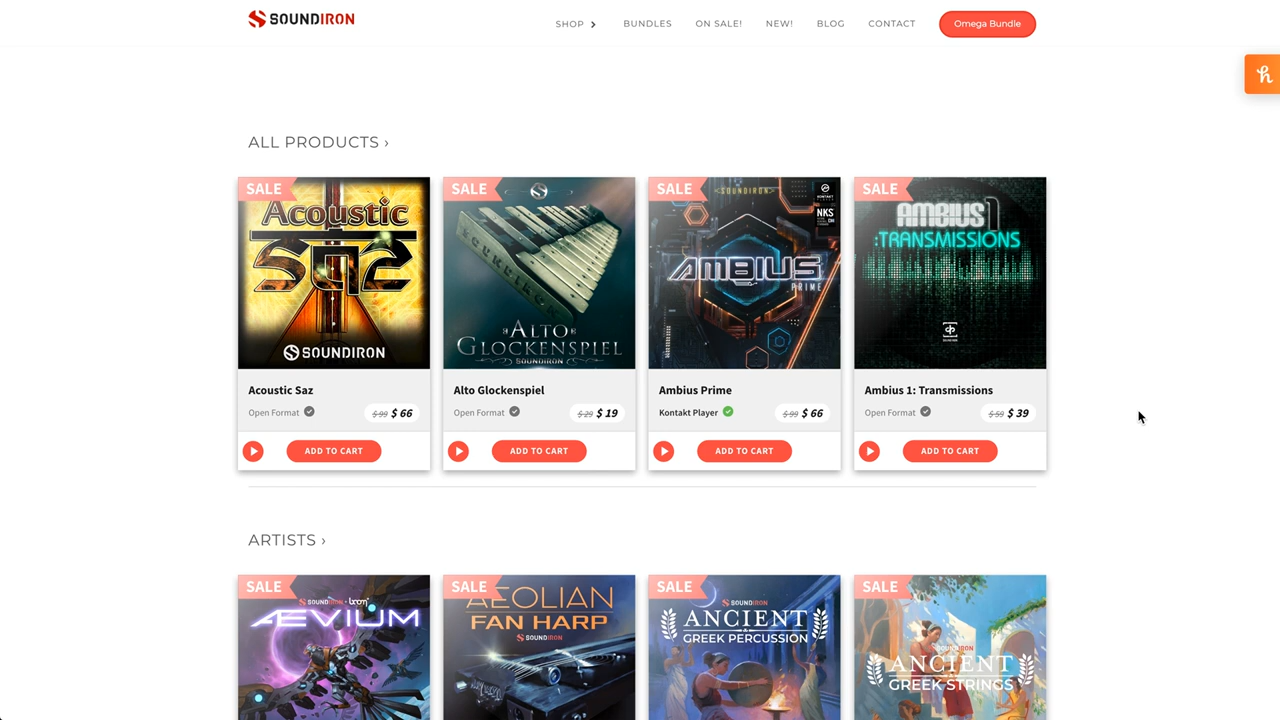 SOUNDIRON
SHOP
BUNDLES
ON SALE!
NEW!
BLOG
CONTACT
Omega Bundle
h
ALL PRODUCTS ›
SALE
Acoustic
Saz
SOUNDIRON
SALE
ALTO
GLOCKENSPIEL
SOUNDIRON
SALE
SOUNDIRON
KONTAKT
NKS
AMBIUS
PRIME
SALE
AMBIUS 1
:TRANSMISSIONS
Acoustic Saz
Open Format
$ 99 $ 66
Alto Glockenspiel
Open Format
$ 29 $ 19
Ambius Prime
Kontakt Player
$ 99 $ 66
Ambius 1: Transmissions
Open Format
$ 59 $ 39
ADD TO CART
ADD TO CART
ADD TO CART
ADD TO CART
ARTISTS ›
SALE
SOUNDIRON
ÆVIUM
SALE
AEOLIAN
FAN HARP
SOUNDIRON
SALE
SOUNDIRON
ANCIENT
GREEK PERCUSSION
SALE
SOUNDIRON
ANCIENT
GREEK STRINGS